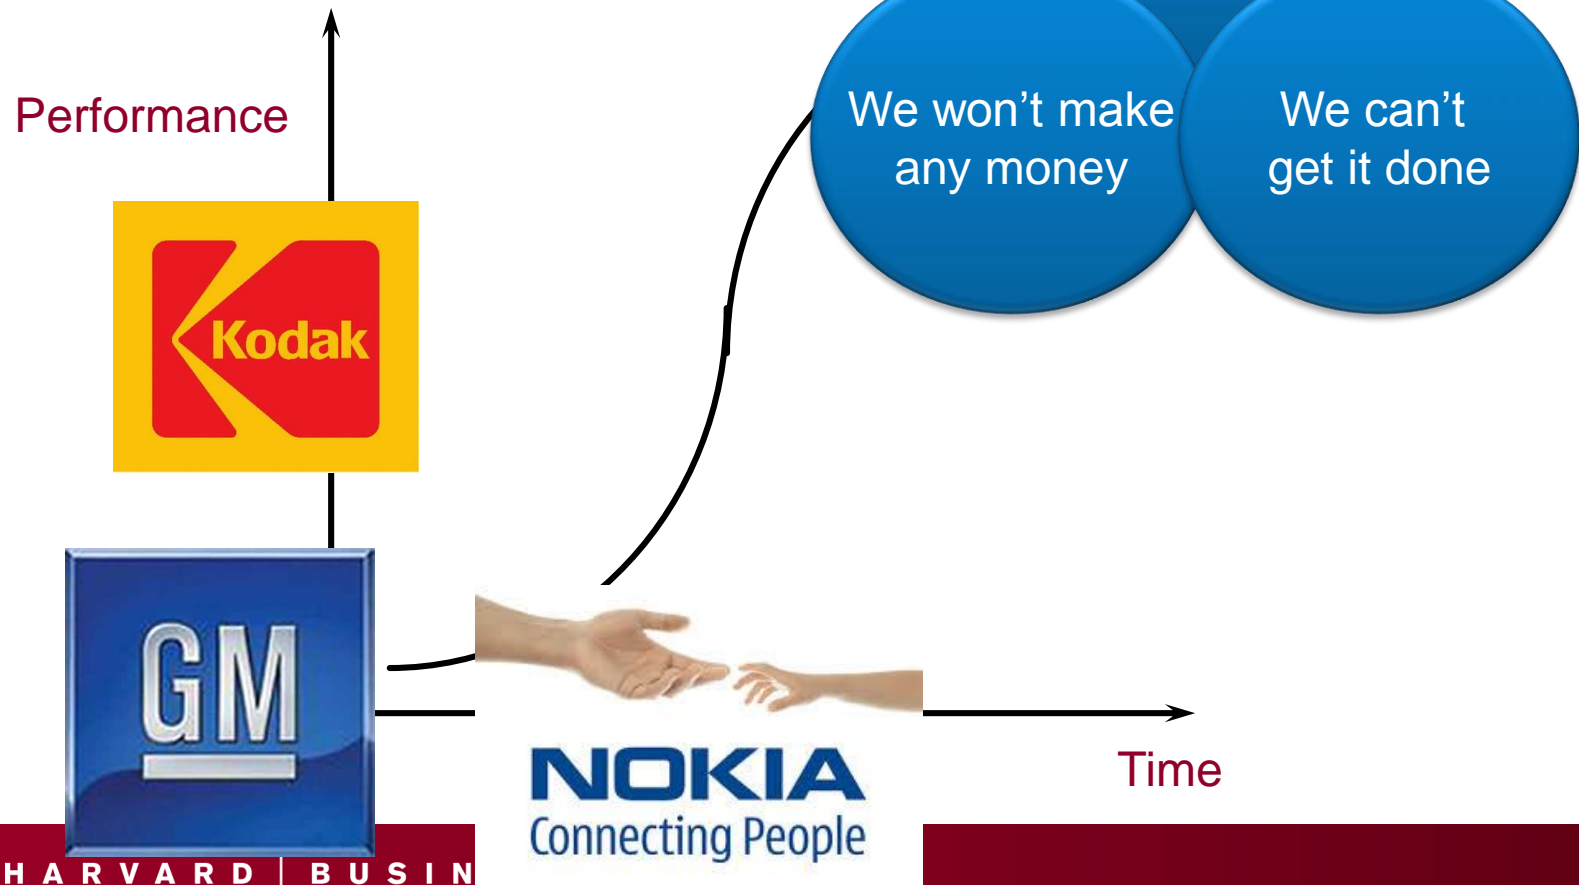 Performance
We won’t make
any money
We can’t
get it done
Kodak
GM
NOKIA
Connecting People
Time
HARVARD | BUSIN